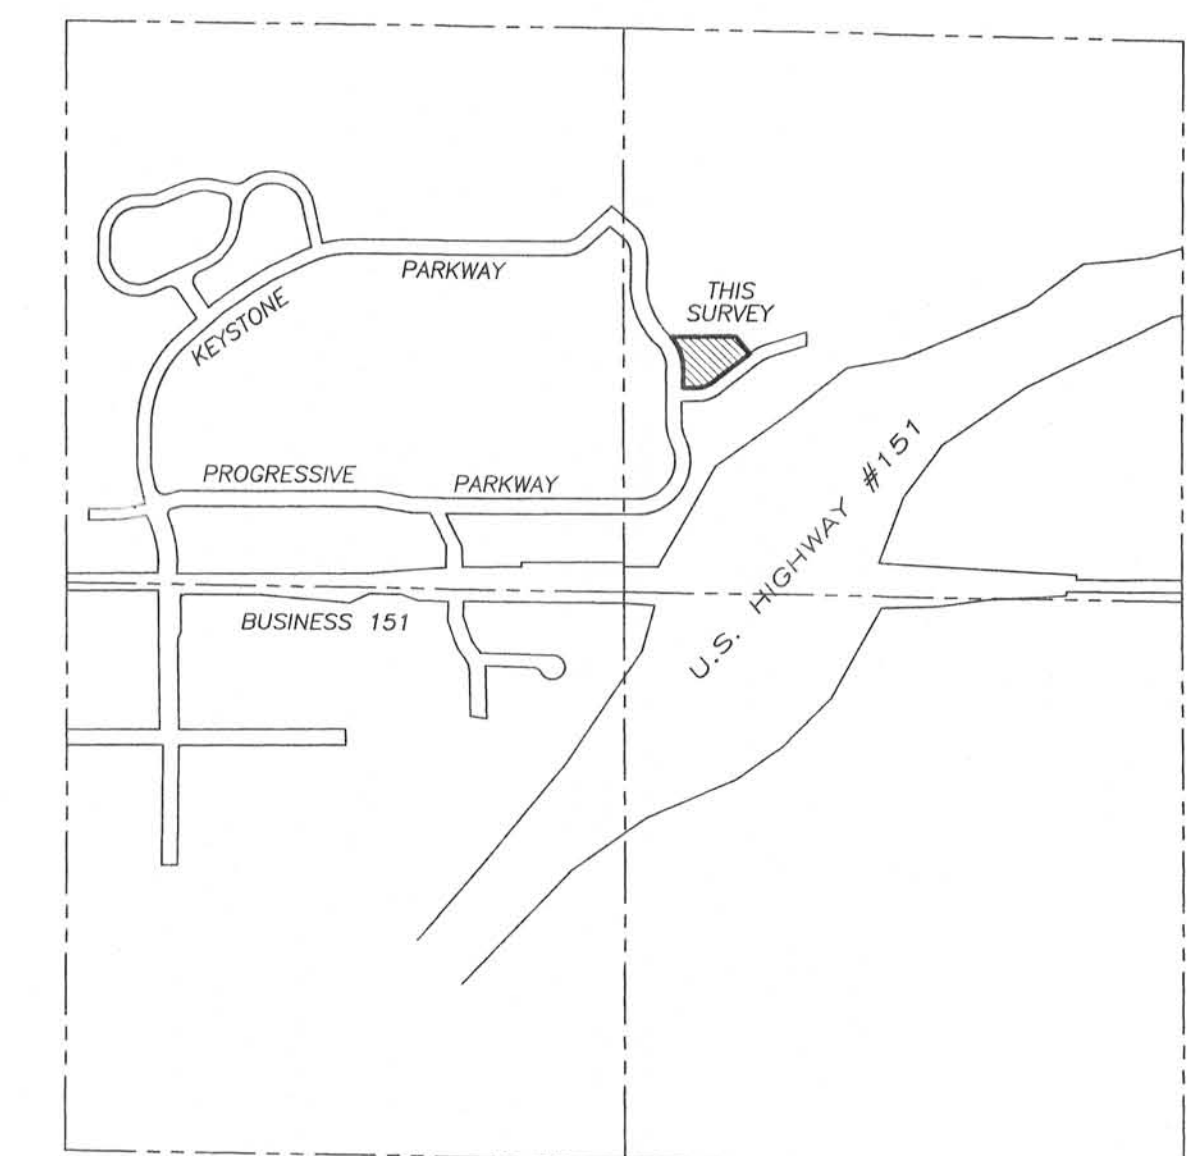 PARKWAY
THIS
SURVEY
KEYSTONE
PROGRESSIVE
PARKWAY
U.S. HIGHWAY #151
BUSINESS 151